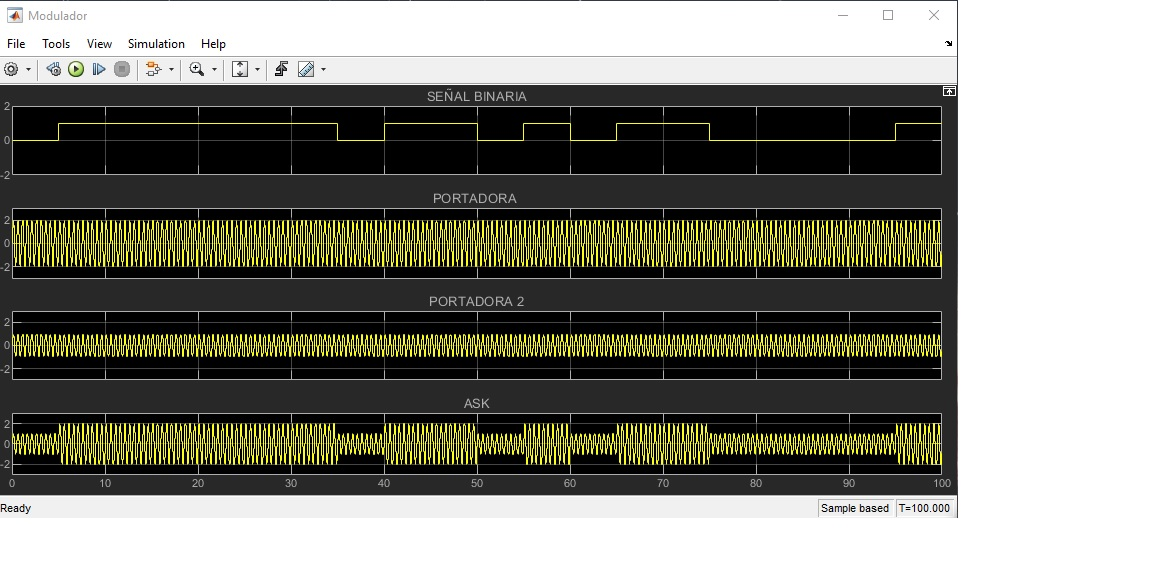 Modulador
File Tools View Simulation Help
SEÑAL BINARIA
2
0
-2
PORTADORA
2
0
-2
PORTADORA 2
2
0
-2
ASK
2
0
-2
0 10 20 30 40 50 60 70 80 90 100
Ready Sample based T=100.000